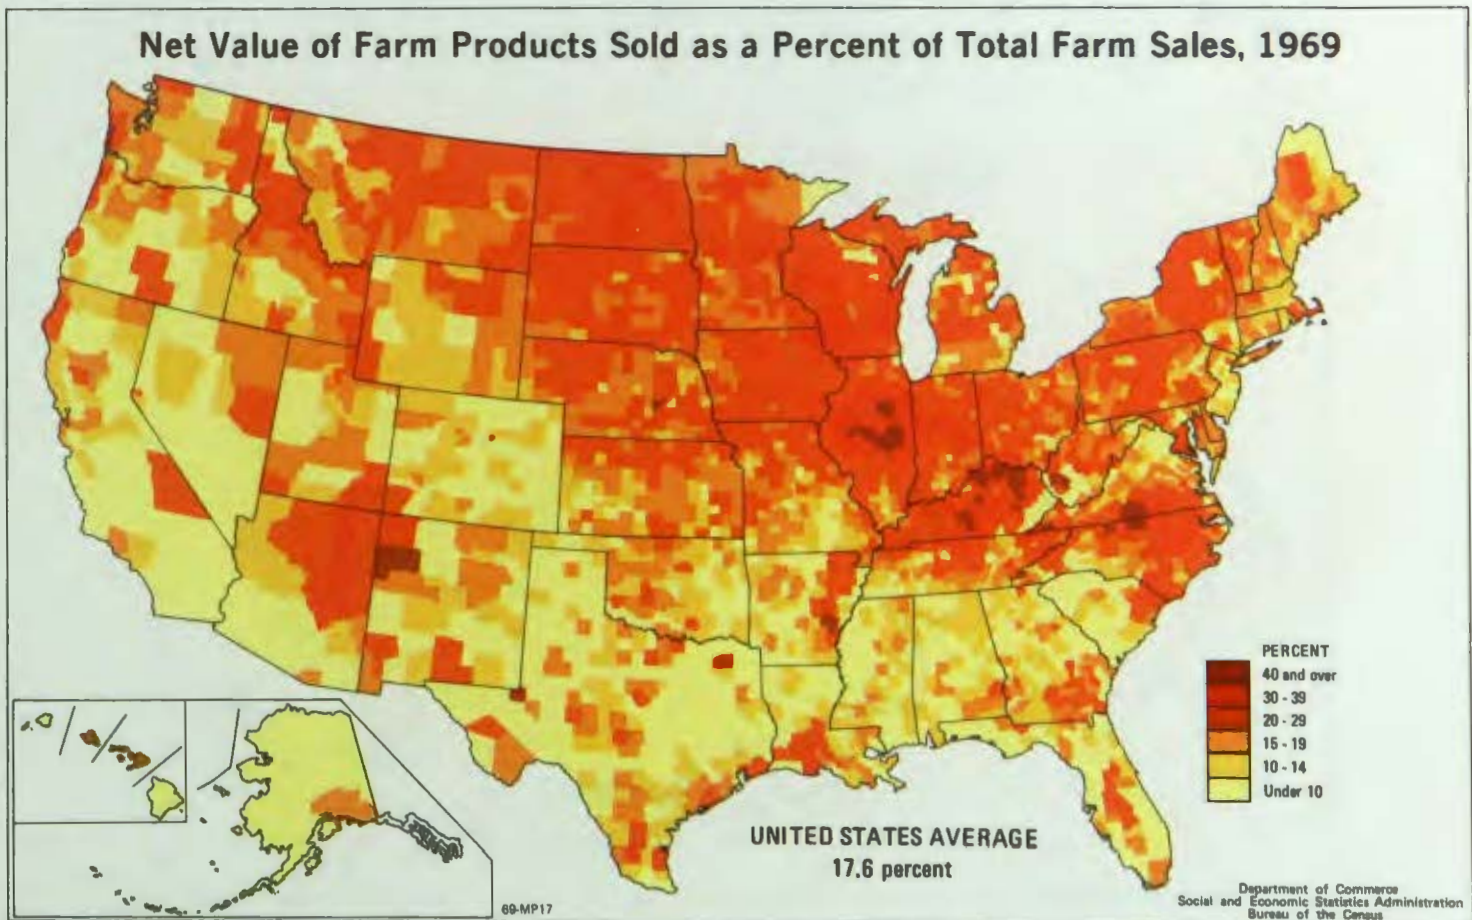 Net Value of Farm Products Sold as a Percent of Total Farm Sales, 1969
PERCENT
40 and over
30 - 39
20 - 29
15 - 19
10 - 14
Under 10
UNITED STATES AVERAGE
17.6 percent
69-MP17
Department of Commerce
Social and Economic Statistics Administration
Bureau of the Census